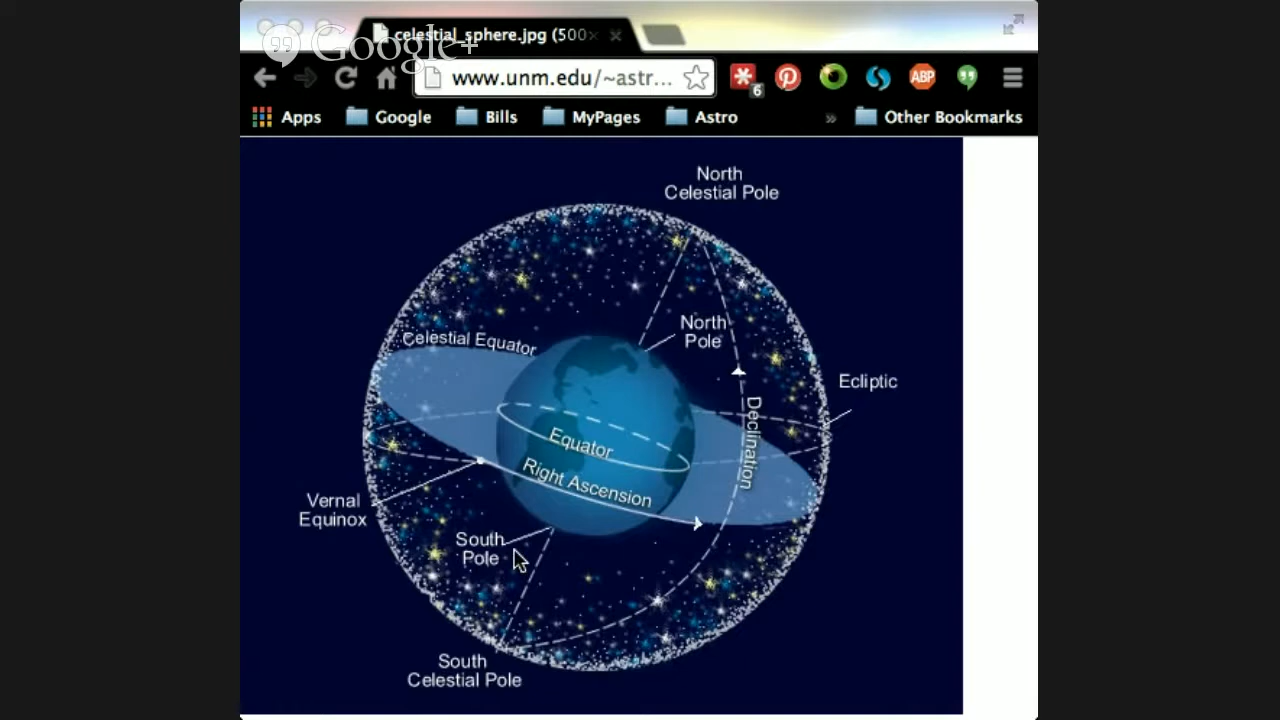 Google+
celestial_sphere.jpg (500×
www.unm.edu/~astr...
ABP
6
Apps
Google
Bills
MyPages
Astro
»
Other Bookmarks
North
Celestial Pole
Celestial Equator
North
Pole
Ecliptic
Declination
Equator
Right Ascension
Vernal
Equinox
South
Pole
South
Celestial Pole